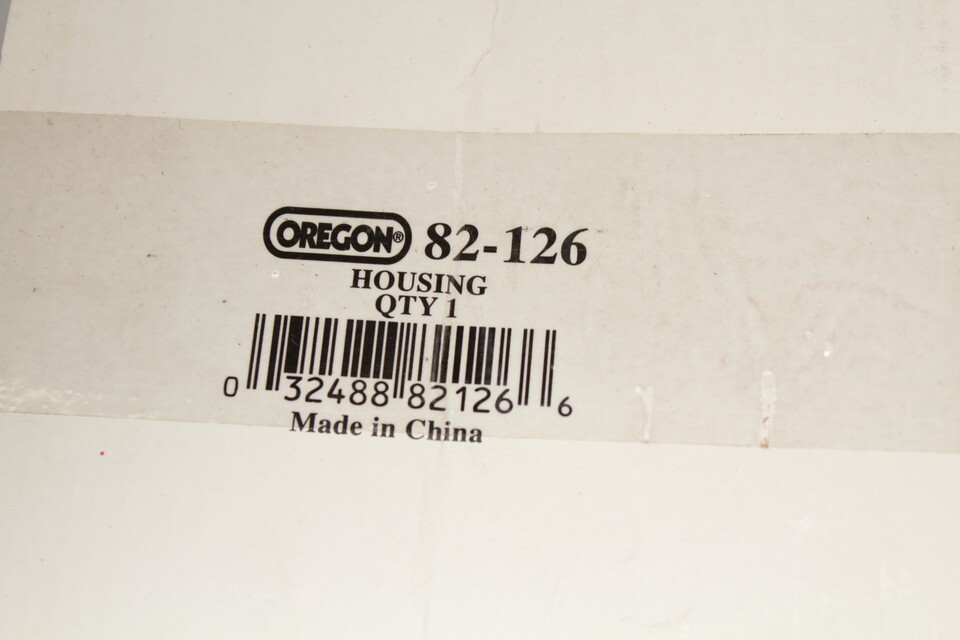 OREGON® 82-126
HOUSING
QTY 1
0 32488 82126 6
Made in China